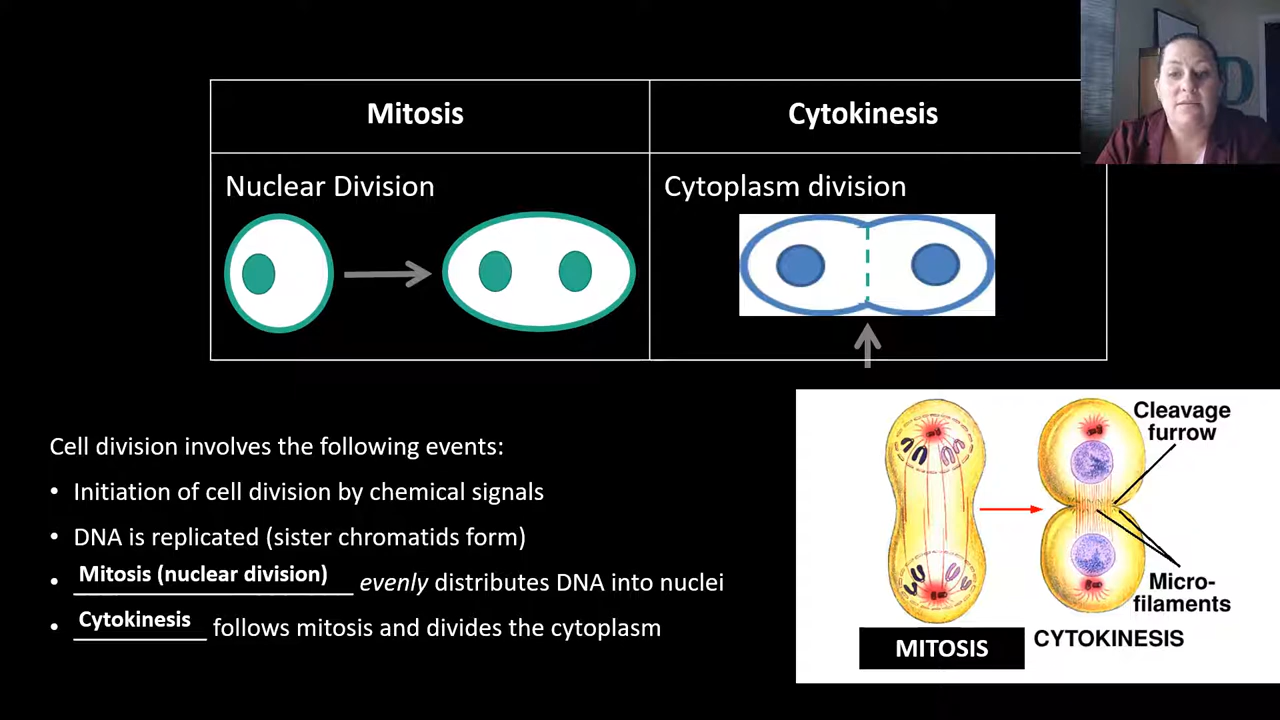 Mitosis
Cytokinesis
Nuclear Division
Cytoplasm division
Cell division involves the following events:
• Initiation of cell division by chemical signals
• DNA is replicated (sister chromatids form)
• Mitosis (nuclear division) evenly distributes DNA into nuclei
• Cytokinesis follows mitosis and divides the cytoplasm
Cleavage
furrow
Micro-
filaments
MITOSIS
CYTOKINESIS